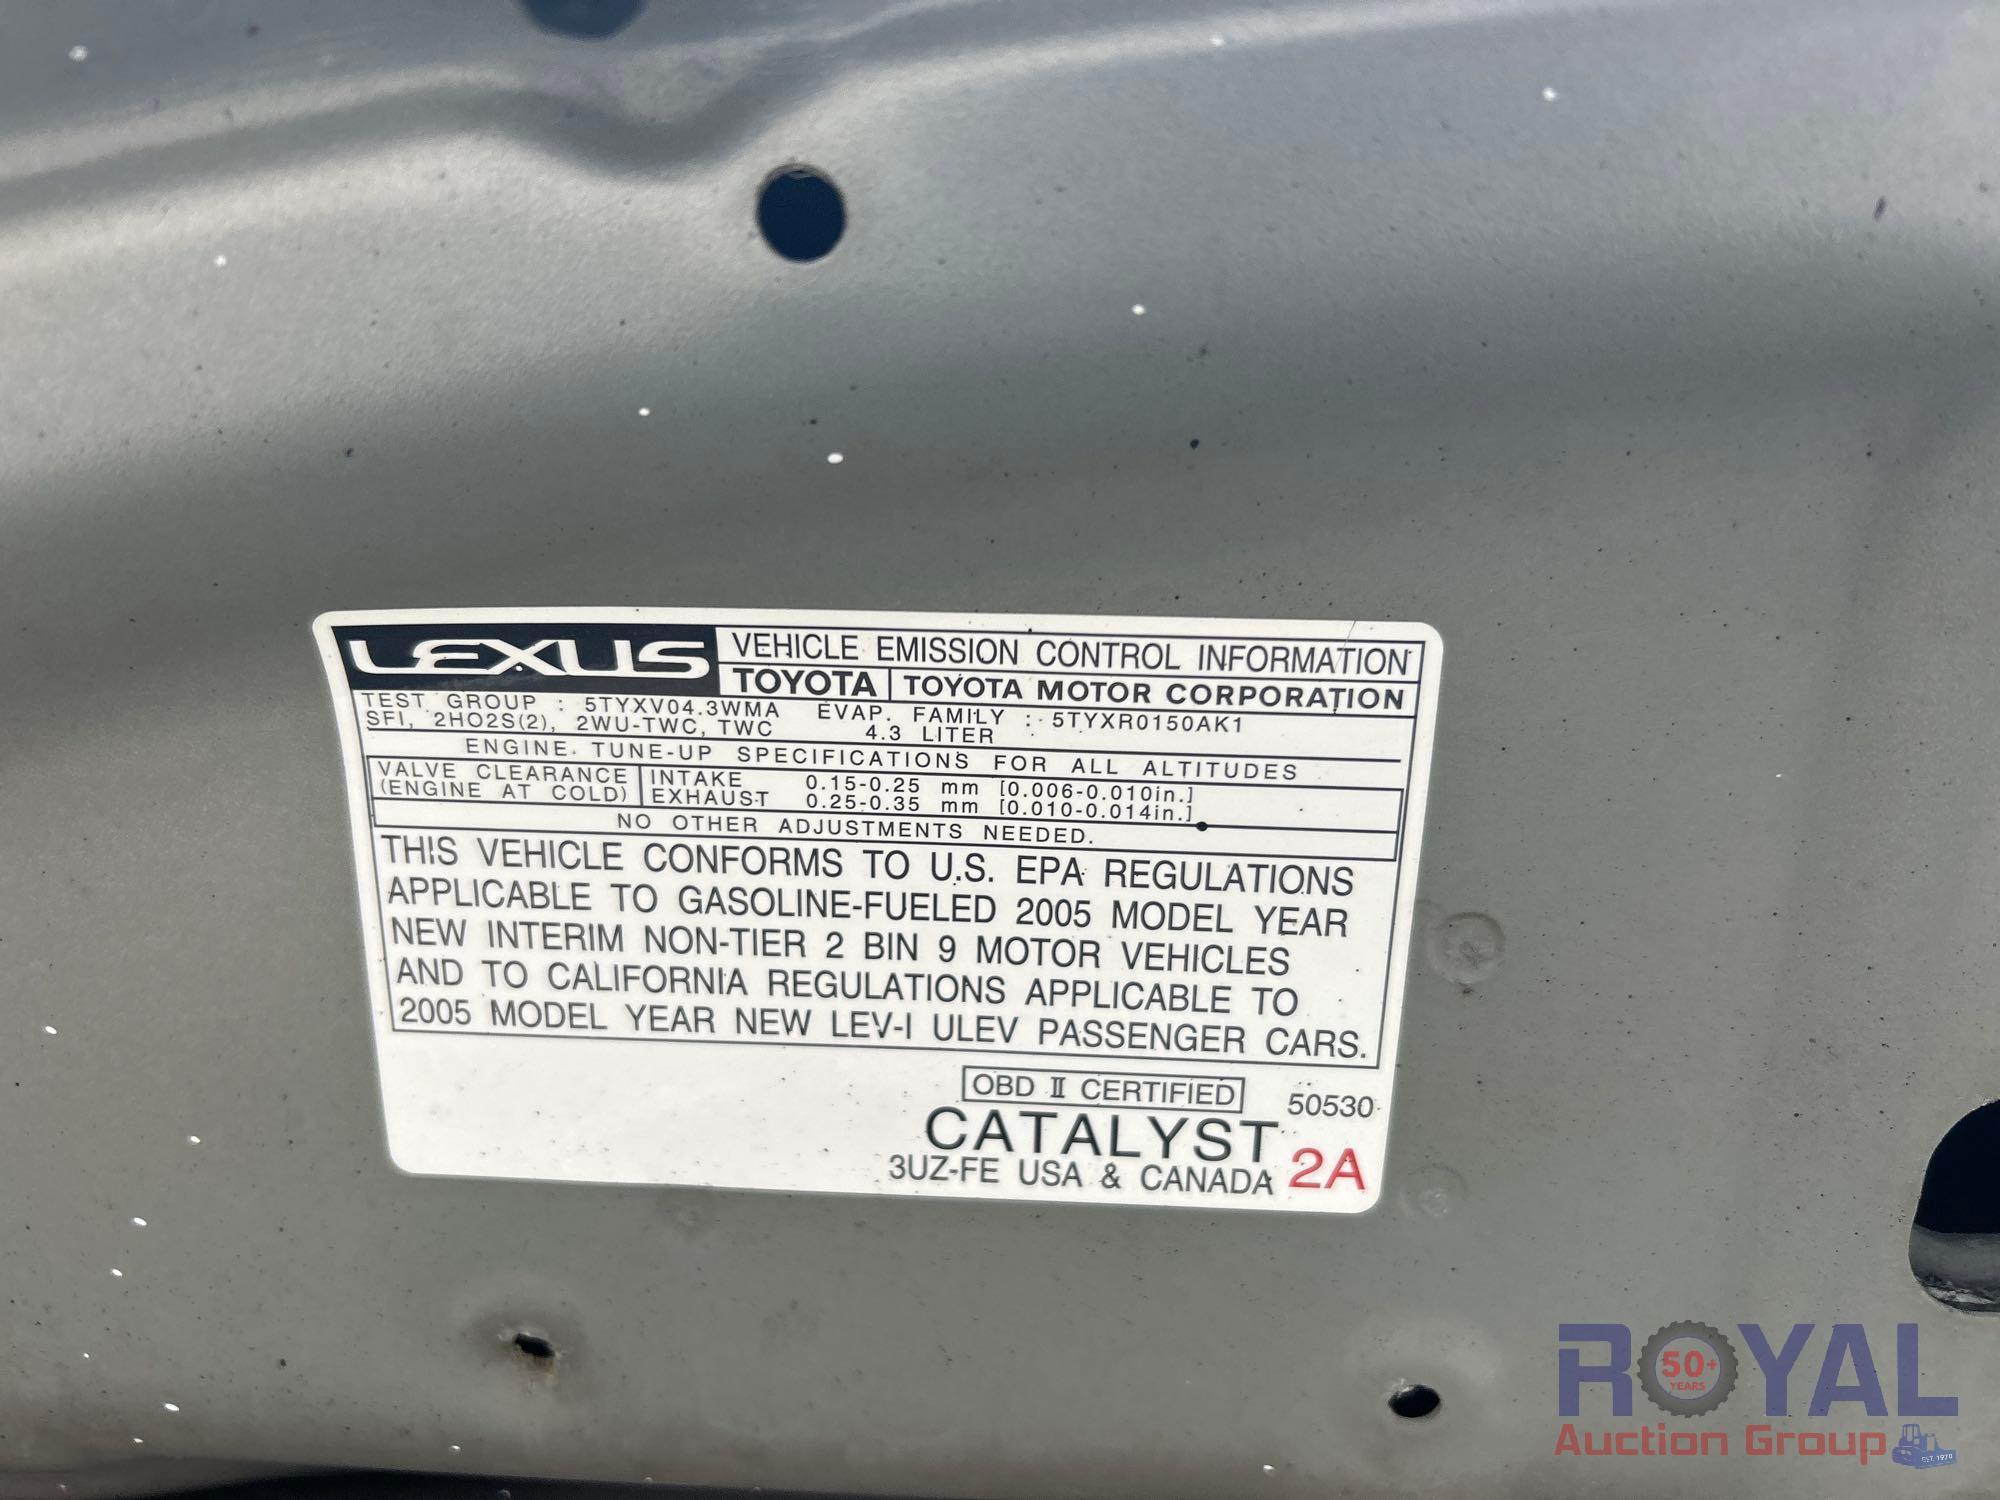 LEXUS VEHICLE EMISSION CONTROL INFORMATION
TOYOTA TOYOTA MOTOR CORPORATION
TEST GROUP : 5TYXV04.3WMA EVAP. FAMILY : 5TYXR0150AK1
SFI, 2HO2S(2), 2WU-TWC, TWC 4.3 LITER
ENGINE TUNE-UP SPECIFICATIONS FOR ALL ALTITUDES
VALVE CLEARANCE INTAKE 0.15-0.25 mm [0.006-0.010in.]
(ENGINE AT COLD) EXHAUST 0.25-0.35 mm [0.010-0.014in.]
NO OTHER ADJUSTMENTS NEEDED.
THIS VEHICLE CONFORMS TO U.S. EPA REGULATIONS
APPLICABLE TO GASOLINE-FUELED 2005 MODEL YEAR
NEW INTERIM NON-TIER 2 BIN 9 MOTOR VEHICLES
AND TO CALIFORNIA REGULATIONS APPLICABLE TO
2005 MODEL YEAR NEW LEV-I ULEV PASSENGER CARS.
OBD II CERTIFIED 50530
CATALYST
3UZ-FE USA & CANADA 2A
ROYAL
50+
YEARS
Auction Group
EST. 1970